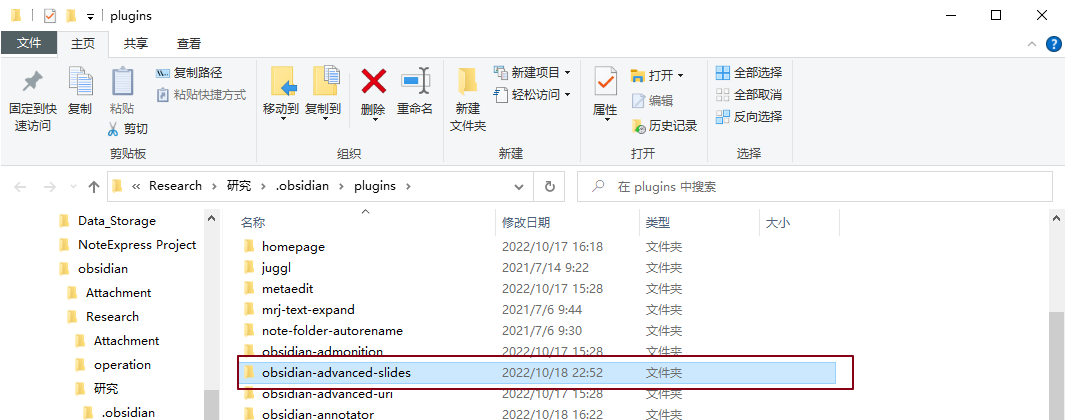 plugins
文件 主页 共享 查看
固定到快速访问
复制
粘贴
复制路径
粘贴快捷方式
剪切
剪贴板
移动到
复制到
删除
重命名
组织
新建文件夹
新建项目
轻松访问
新建
属性
打开
编辑
历史记录
打开
全部选择
全部取消
反向选择
选择
« Research › 研究 › .obsidian › plugins ›
在 plugins 中搜索
Data_Storage
NoteExpress Project
obsidian
Attachment
Research
Attachment
operation
研究
.obsidian
名称 修改日期 类型 大小
homepage 2022/10/17 16:18 文件夹
juggl 2021/7/14 9:22 文件夹
metaedit 2022/10/17 15:28 文件夹
mrj-text-expand 2021/7/6 9:44 文件夹
note-folder-autorename 2021/7/6 9:30 文件夹
obsidian-admonition 2022/10/17 15:28 文件夹
obsidian-advanced-slides 2022/10/18 22:52 文件夹
obsidian-advanced-uri 2022/10/17 15:28 文件夹
obsidian-annotator 2022/10/18 16:22 文件夹